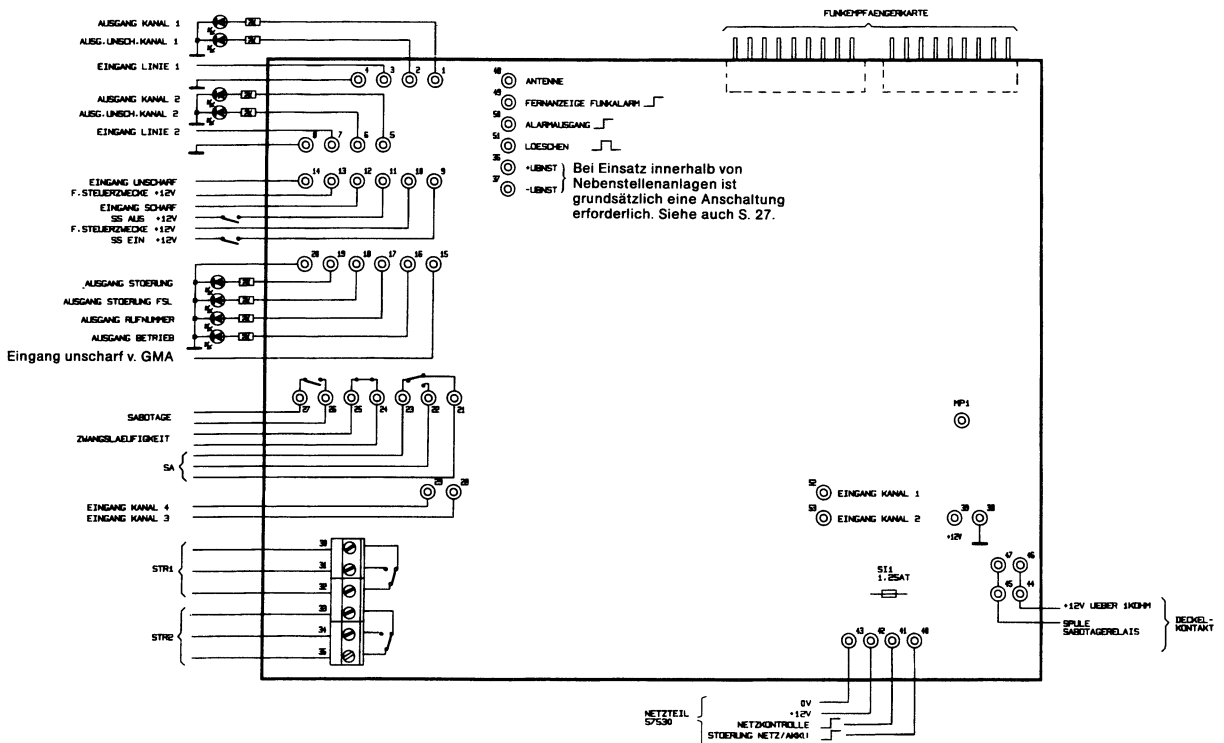 FUNKEMPFAENGERKARTE
AUSGANG KANAL 1
AUSG.UNSCH.KANAL 1
EINGANG LINIE 1
4 3 2 1
AUSGANG KANAL 2
AUSG.UNSCH.KANAL 2
EINGANG LINIE 2
8 7 6 5
48 ANTENNE
49 FERNANZEIGE FUNKALARM
50 ALARMAUSGANG
51 LOESCHEN
36 +UBNST
37 -UBNST
Bei Einsatz innerhalb von
Nebenstellenanlagen ist
grundsätzlich eine Anschaltung
erforderlich. Siehe auch S. 27.
14 13 12 11 10 9
EINGANG UNSCHARF
F.STEUERZWECKE +12V
EINGANG SCHARF
SS AUS +12V
F.STEUERZWECKE +12V
SS EIN +12V
20 19 18 17 16 15
AUSGANG STOERUNG
AUSGANG STOERUNG FSL
AUSGANG RUFNUMMER
AUSGANG BETRIEB
Eingang unscharf v. GMA
27 26 25 24 23 22 21
SABOTAGE
ZWANGSLAEUFIGKEIT
SA
29 28
EINGANG KANAL 4
EINGANG KANAL 3
MP1
52 EINGANG KANAL 1
53 EINGANG KANAL 2
39 38
+12V
STR1
30
31
32
STR2
33
34
35
SI1
1.25AT
47 46
45 44
+12V UEBER 1KOHM
SPULE
SABOTAGERELAIS
DECKEL-
KONTAKT
43 42 41 40
NETZTEIL
57530
0V
+12V
NETZKONTROLLE
STOERUNG NETZ/AKKU